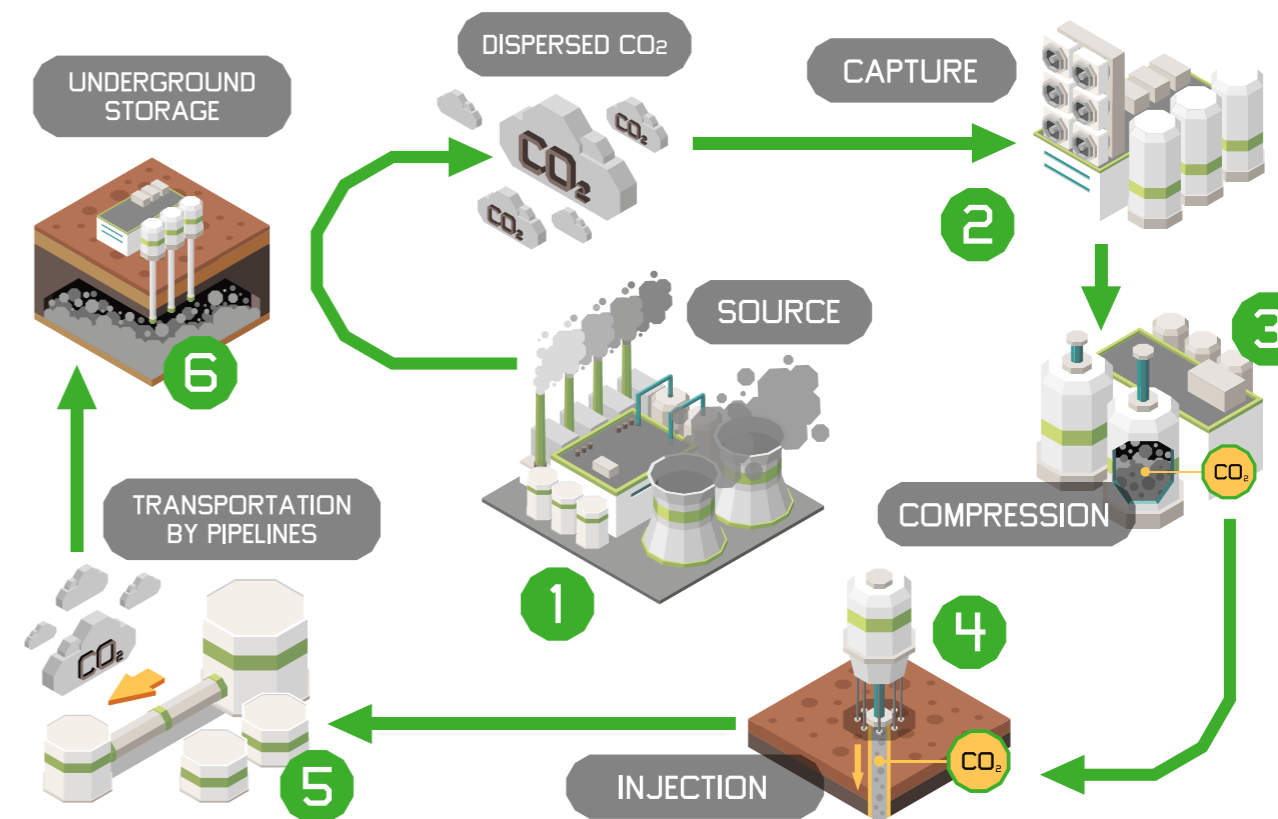 UNDERGROUND
STORAGE
DISPERSED CO₂
CAPTURE
CO₂
CO₂
CO₂
2
SOURCE
3
6
CO₂
TRANSPORTATION
BY PIPELINES
COMPRESSION
1
4
CO₂
CO₂
5
INJECTION